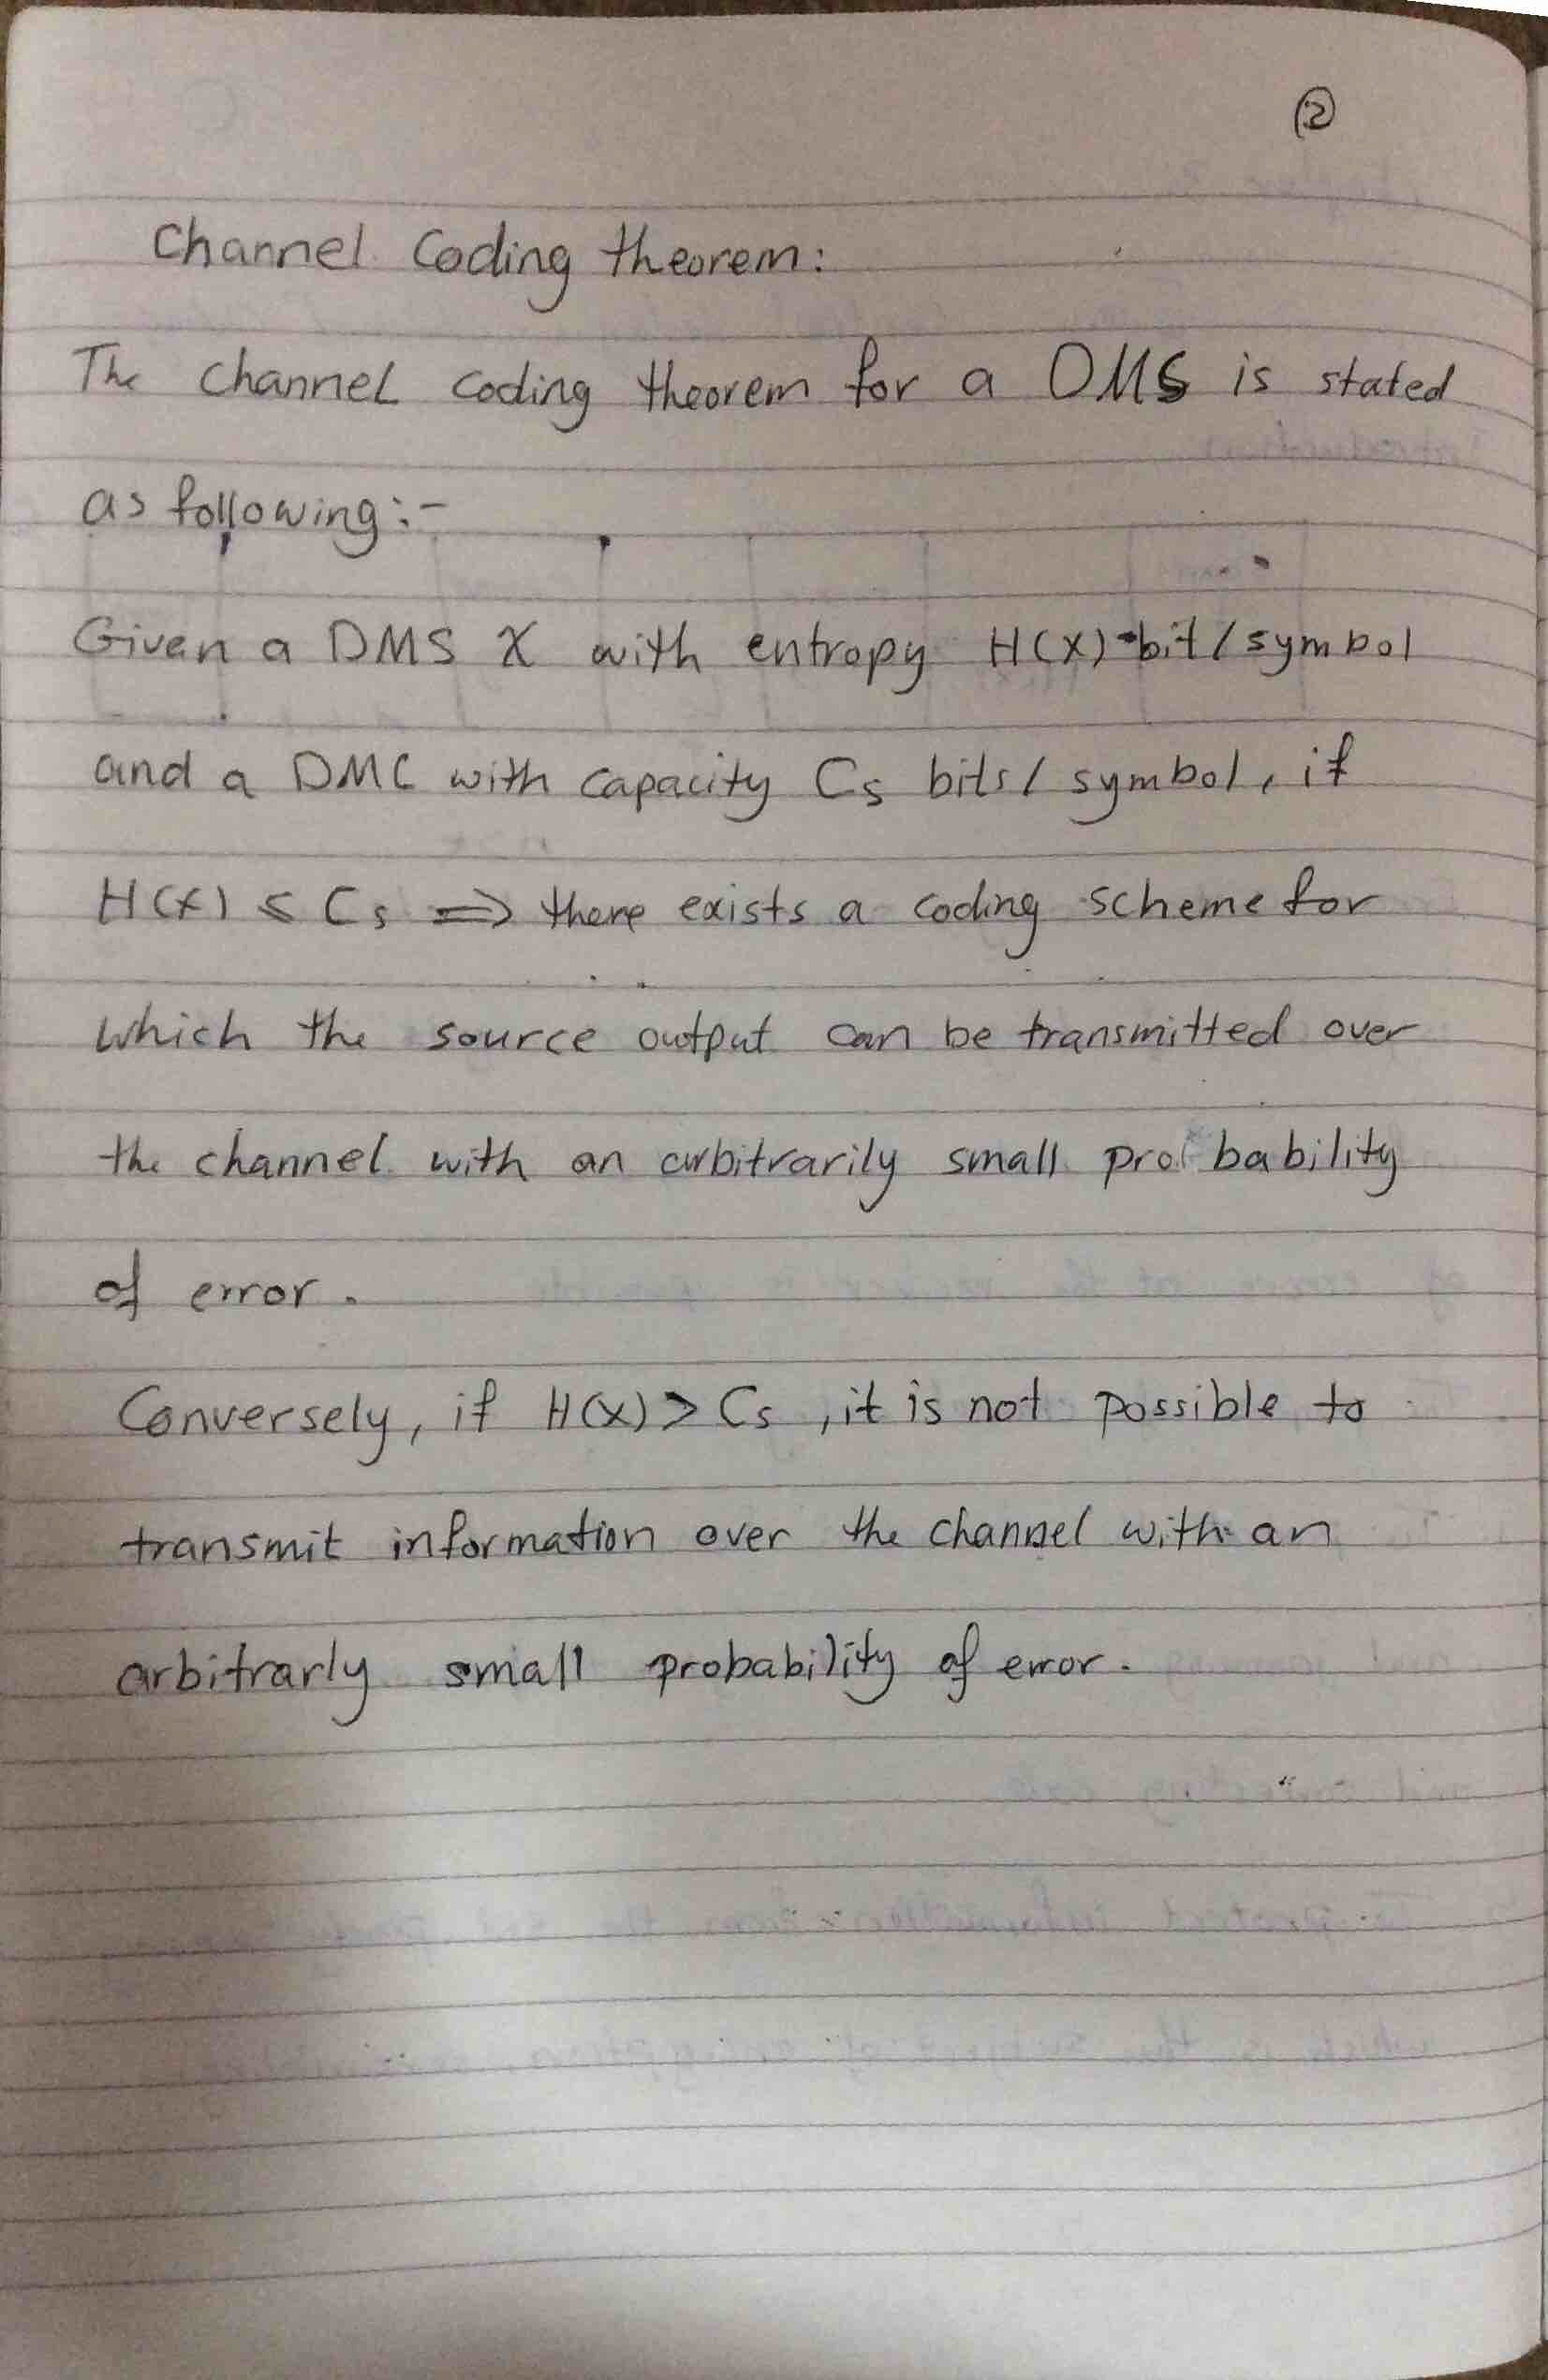 ②
Channel Coding theorem:
The channel coding theorem for a DMS is stated
as following:-
Given a DMS X with entropy H(X) bit/symbol
and a DMC with capacity Cs bits/symbol, if
H(X) ≤ Cs ⇒ there exists a coding scheme for
which the source output can be transmitted over
the channel with an arbitrarily small probability
of error.
Conversely, if H(X) > Cs, it is not possible to
transmit information over the channel with an
arbitrarly small probability of error.